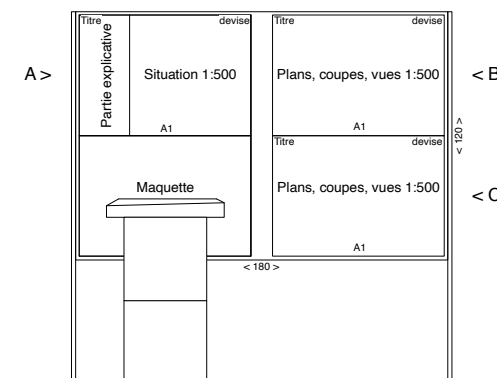 Titre devise
A > Partie explicative Situation 1:500
A1
Titre devise
Plans, coupes, vues 1:500 < B
A1
< 120 >
Maquette
Titre devise
Plans, coupes, vues 1:500 < C
A1
< 180 >